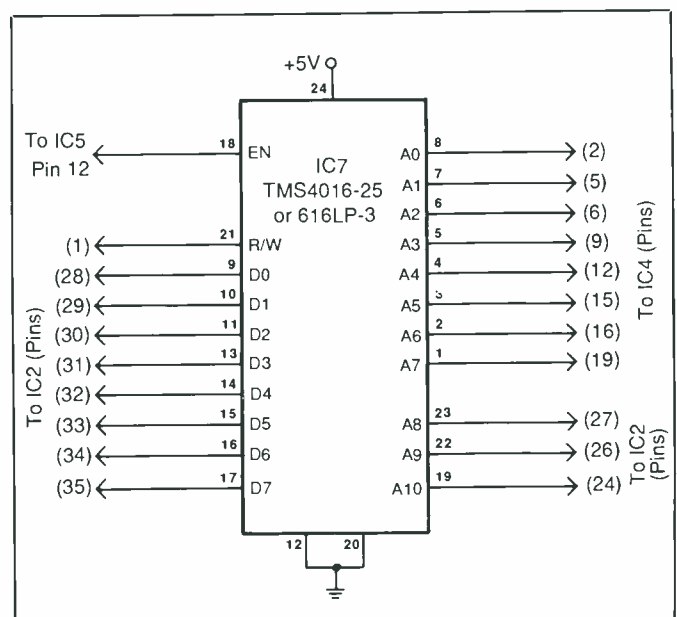 +5V
24
To IC5
Pin 12
18
EN
IC7
TMS4016-25
or 616LP-3
A0
8
(2)
A1
7
(5)
A2
6
(6)
A3
5
(9)
A4
4
(12)
A5
(15)
A6
2
(16)
A7
1
(19)
To IC4 (Pins)
(1)
21
R/W
(28)
9
D0
(29)
10
D1
(30)
11
D2
(31)
13
D3
(32)
14
D4
(33)
15
D5
(34)
16
D6
(35)
17
D7
To IC2 (Pins)
A8
23
(27)
A9
22
(26)
A10
19
(24)
To IC2
(Pins)
12
20